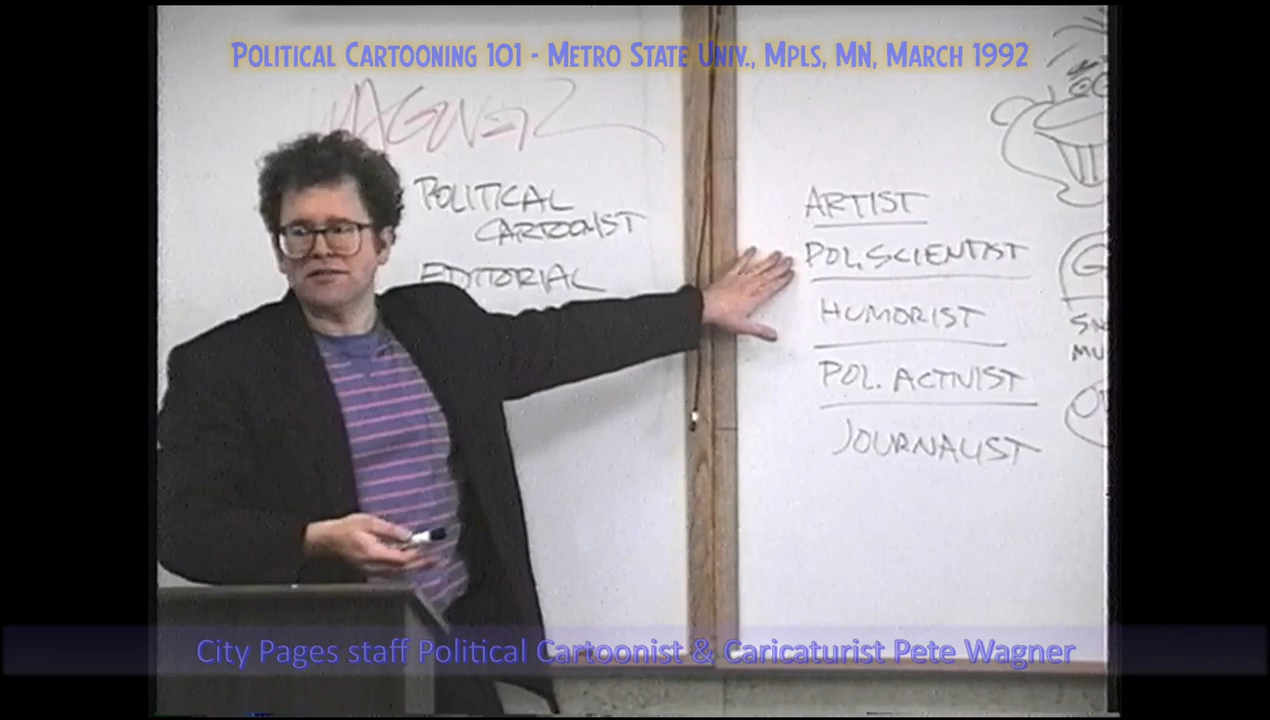 POLITICAL CARTOONING 101 - METRO STATE UNIV., MPLS, MN, MARCH 1992
WAGNER
POLITICAL
CARTOONIST
EDITORIAL
ARTIST
POL. SCIENTIST
HUMORIST
POL. ACTIVIST
JOURNALIST
City Pages staff Political Cartoonist & Caricaturist Pete Wagner